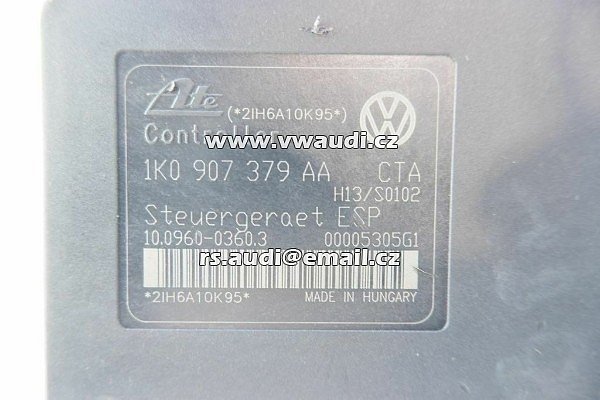 Ate (*2IH6A10K95*)
Controller
www.vwaudi.cz
1K0 907 379 AA CTA
H13/S0102
Steuergeraet ESP
10.0960-0360.3 00005305G1
rs.audi@email.cz
*2IH6A10K95* MADE IN HUNGARY